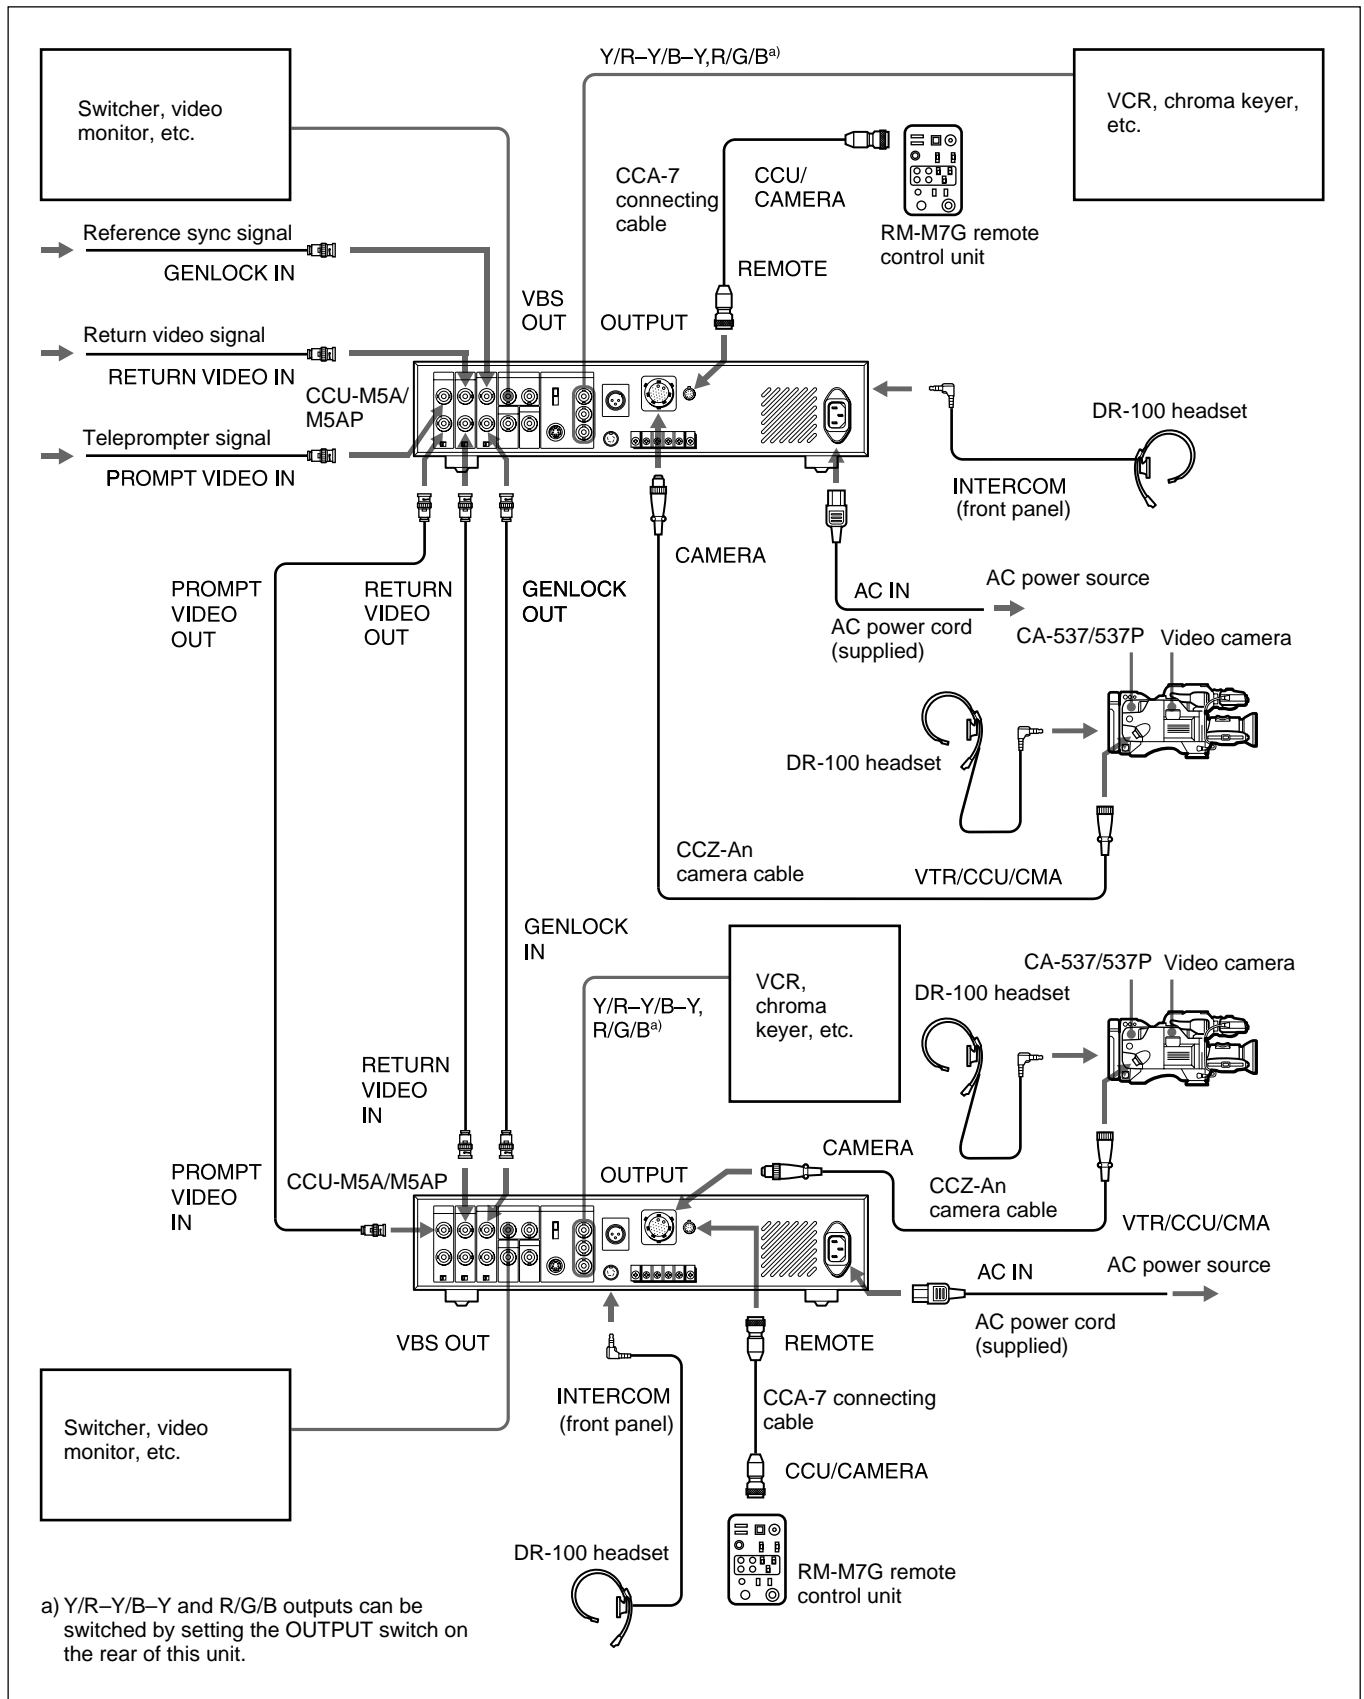 Y/R–Y/B–Y,R/G/Ba)
Switcher, video
monitor, etc.
VCR, chroma keyer,
etc.
CCA-7
connecting
cable
CCU/
CAMERA
RM-M7G remote
control unit
REMOTE
Reference sync signal
GENLOCK IN
VBS
OUT
OUTPUT
Return video signal
RETURN VIDEO IN
CCU-M5A/
M5AP
Teleprompter signal
PROMPT VIDEO IN
DR-100 headset
INTERCOM
(front panel)
CAMERA
PROMPT
VIDEO
OUT
RETURN
VIDEO
OUT
GENLOCK
OUT
AC IN
AC power source
AC power cord
(supplied)
CA-537/537P
Video camera
DR-100 headset
CCZ-An
camera cable
VTR/CCU/CMA
GENLOCK
IN
Y/R–Y/B–Y,
R/G/Ba)
VCR,
chroma
keyer, etc.
CA-537/537P
Video camera
DR-100 headset
RETURN
VIDEO
IN
CAMERA
PROMPT
VIDEO
IN
CCU-M5A/M5AP
OUTPUT
CCZ-An
camera cable
VTR/CCU/CMA
AC IN
AC power source
AC power cord
(supplied)
VBS OUT
REMOTE
INTERCOM
(front panel)
CCA-7 connecting
cable
Switcher, video
monitor, etc.
CCU/CAMERA
DR-100 headset
RM-M7G remote
control unit
a) Y/R–Y/B–Y and R/G/B outputs can be
switched by setting the OUTPUT switch on
the rear of this unit.